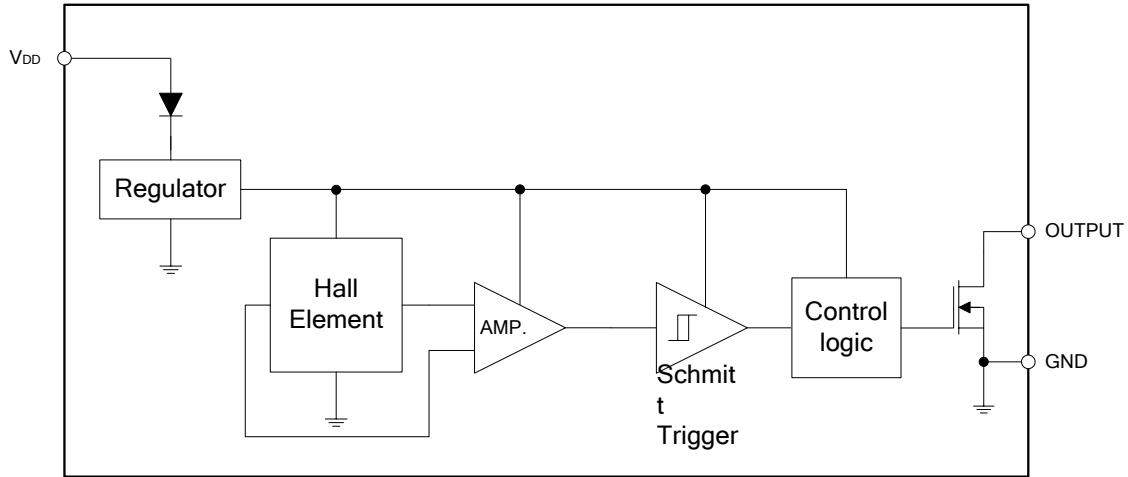 VDD
Regulator
OUTPUT
Hall
Element
AMP.
Control
logic
GND
Schmit
t
Trigger